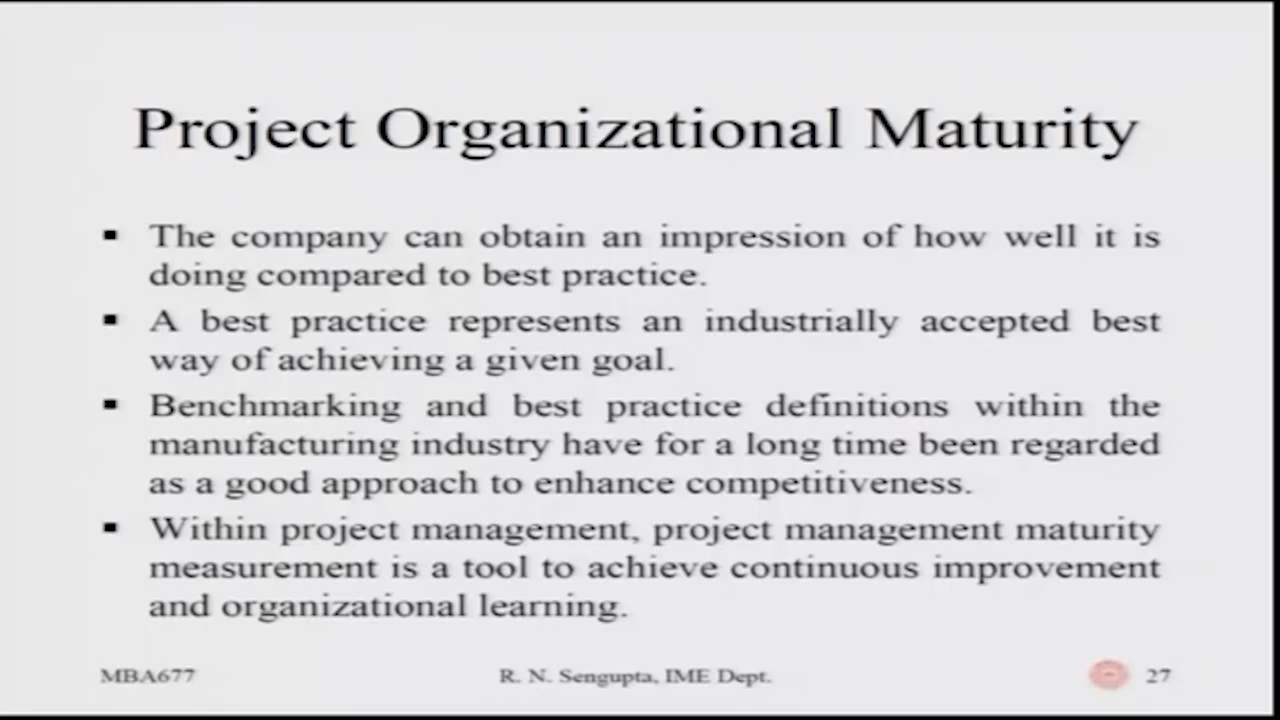 Project Organizational Maturity
▪ The company can obtain an impression of how well it is
doing compared to best practice.
▪ A best practice represents an industrially accepted best
way of achieving a given goal.
▪ Benchmarking and best practice definitions within the
manufacturing industry have for a long time been regarded
as a good approach to enhance competitiveness.
▪ Within project management, project management maturity
measurement is a tool to achieve continuous improvement
and organizational learning.
MBA677 R. N. Sengupta, IME Dept. 27